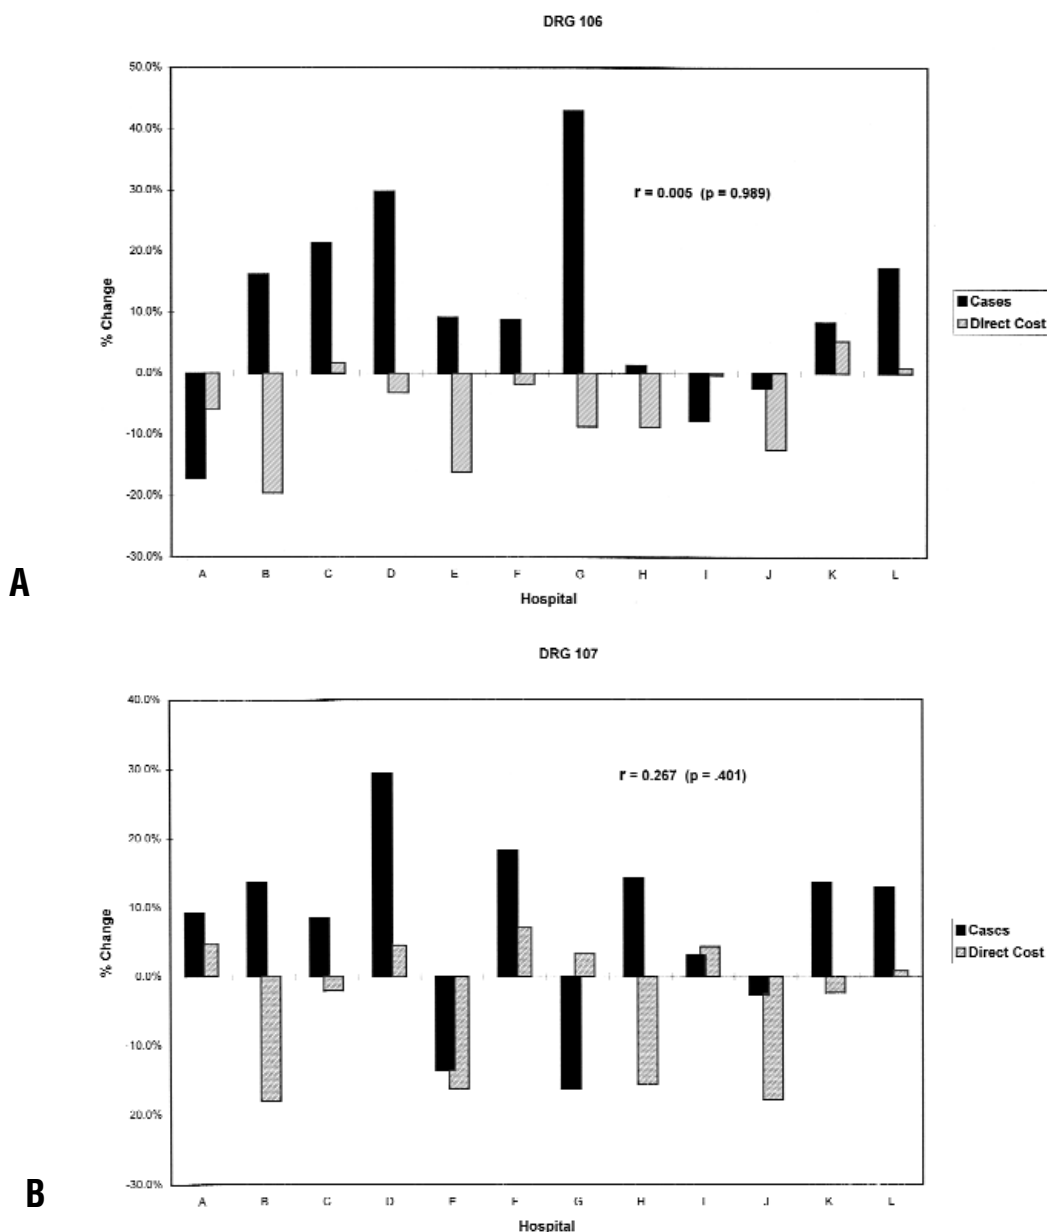 DRG 106
50.0%
40.0%
30.0%
r = 0.005 (p = 0.989)
20.0%
10.0%
0.0%
-10.0%
-20.0%
-30.0%
% Change
Cases
Direct Cost
A B C D E F G H I J K L
Hospital
A
DRG 107
40.0%
30.0%
r = 0.267 (p = .401)
20.0%
10.0%
0.0%
-10.0%
20.0%
-30.0%
% Change
Cases
Direct Cost
A B C D E F G H I J K L
Hospital
B